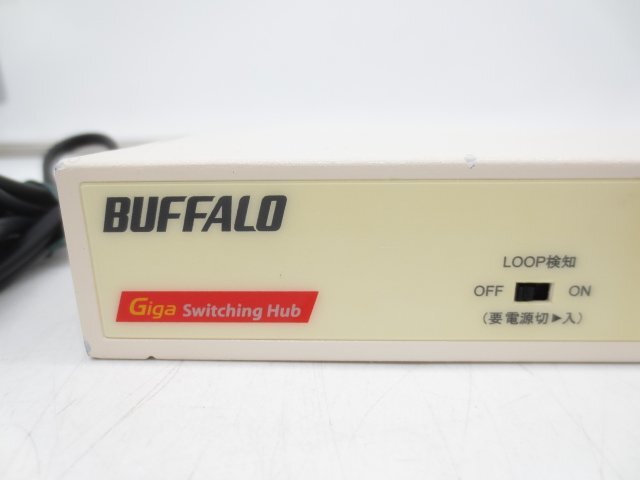 BUFFALO
Giga Switching Hub
LOOP検知
OFF ON
(要電源切▶入)